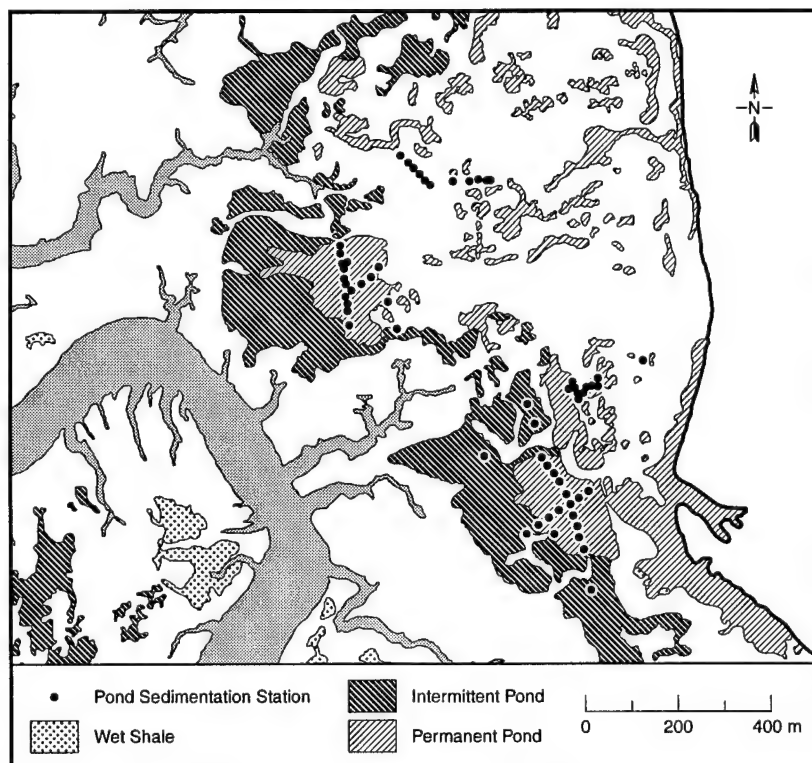 N
Pond Sedimentation Station
Wet Shale
Intermittent Pond
Permanent Pond
0 200 400 m